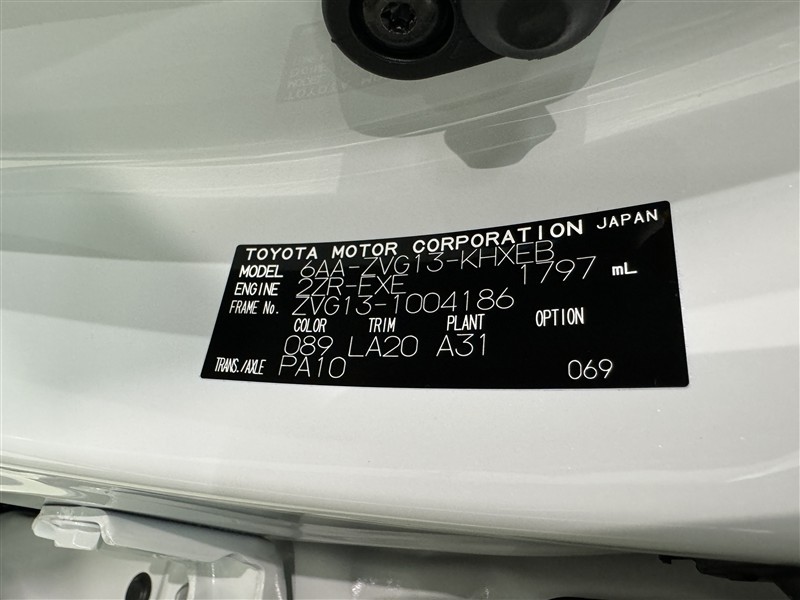 TOYOTA MOTOR CORPORATION JAPAN
MODEL 6AA-ZVG13-KHXEB
ENGINE 2ZR-EXE 1797 mL
FRAME No. ZVG13-1004186
COLOR TRIM PLANT OPTION
089 LA20 A31
TRANS./AXLE PA10 069